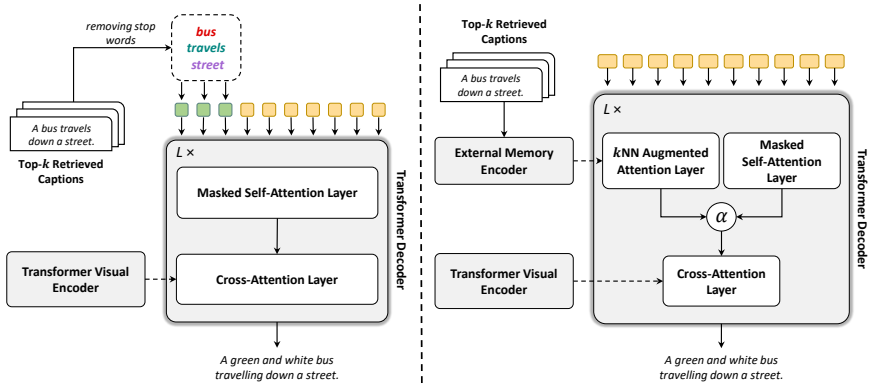 removing stop
words
bus
travels
street
A bus travels
down a street.
Top-k Retrieved
Captions
L ×
Masked Self-Attention Layer
Cross-Attention Layer
Transformer Decoder
Transformer Visual
Encoder
A green and white bus
travelling down a street.
Top-k Retrieved
Captions
A bus travels
down a street.
External Memory
Encoder
L ×
kNN Augmented
Attention Layer
Masked
Self-Attention
Layer
α
Cross-Attention
Layer
Transformer Decoder
Transformer Visual
Encoder
A green and white bus
travelling down a street.